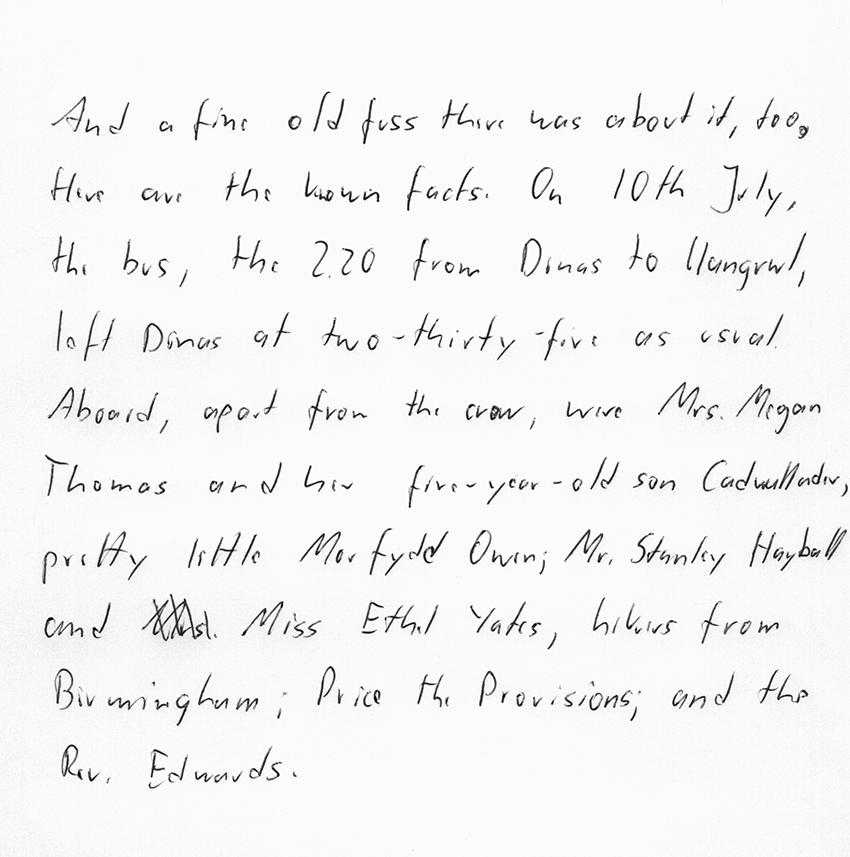 And a fine old fuss there was about it, too,
Here are the known facts. On 10th July,
the bus, the 2.20 from Dinas to Llangrwl,
left Dinas at two-thirty-five as usual.
Aboard, apart from the crew, were Mrs. Megan
Thomas and her five-year-old son Cadwallader,
pretty little Morfydd Owen; Mr. Stanley Hayball
and Miss Ethel Yates, hikers from
Birmingham; Price the Provisions; and the
Rev. Edwards.